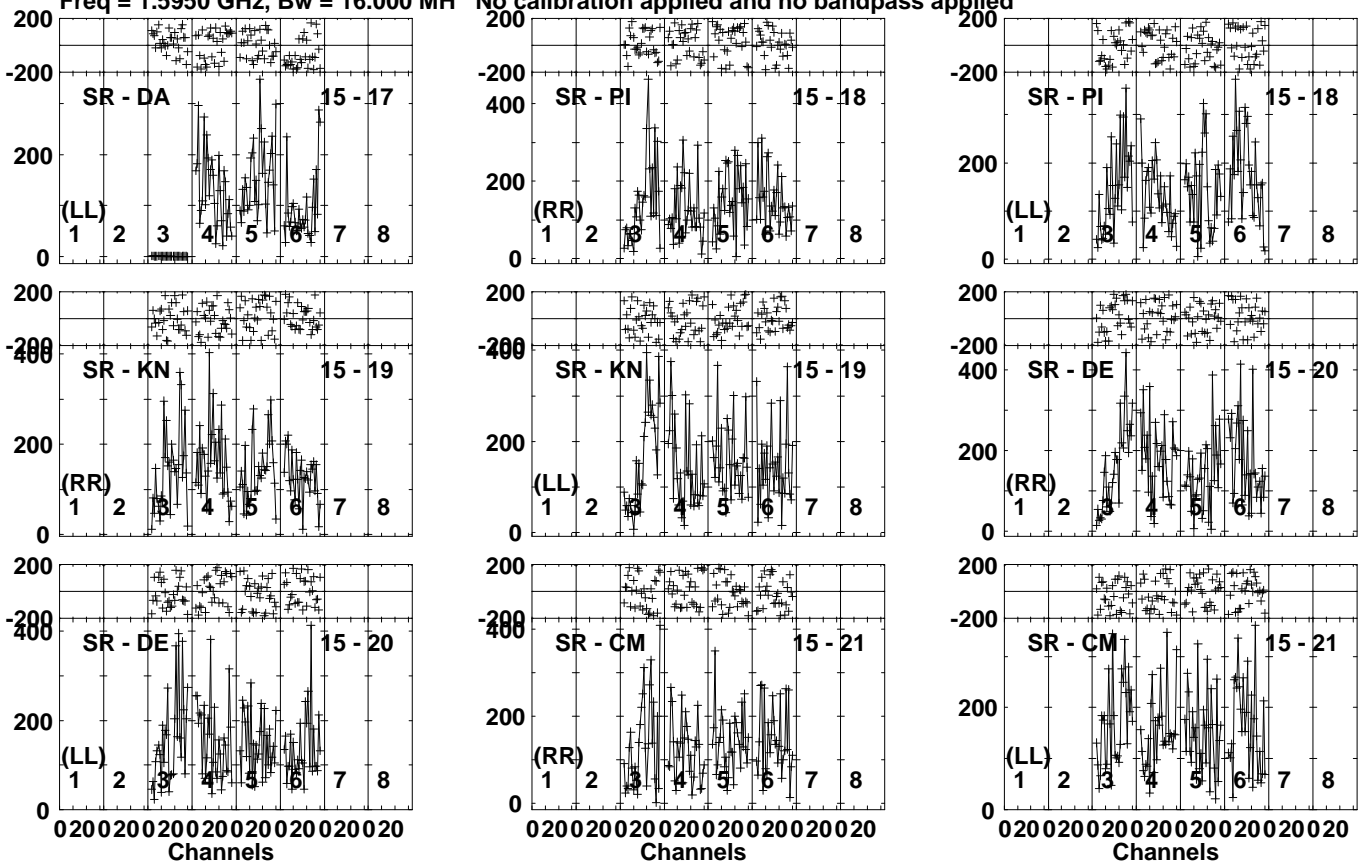 Freq = 1.5950 GHz, Bw = 16.000 MH No calibration applied and no bandpass applied
200
-200
SR - DA 15 - 17
200
(LL)
1 2 3 4 5 6 7 8
0
200
-200
SR - PI 15 - 18
400
200
(RR)
1 2 3 4 5 6 7 8
0
200
-200
SR - PI 15 - 18
200
(LL)
1 2 3 4 5 6 7 8
0
200
-200
400
SR - KN 15 - 19
200
(RR)
1 2 3 4 5 6 7 8
0
200
-200
400
SR - KN 15 - 19
200
(LL)
1 2 3 4 5 6 7 8
0
200
-200
SR - DE 15 - 20
400
200
(RR)
1 2 3 4 5 6 7 8
0
200
-200
400
SR - DE 15 - 20
200
(LL)
1 2 3 4 5 6 7 8
0
0 20 0 20 0 20 0 20 0 20 0 20 0 20 0 20
Channels
200
-200
400
SR - CM 15 - 21
200
(RR)
1 2 3 4 5 6 7 8
0
0 20 0 20 0 20 0 20 0 20 0 20 0 20 0 20
Channels
200
-200
SR - CM 15 - 21
200
(LL)
1 2 3 4 5 6 7 8
0
0 20 0 20 0 20 0 20 0 20 0 20 0 20 0 20
Channels